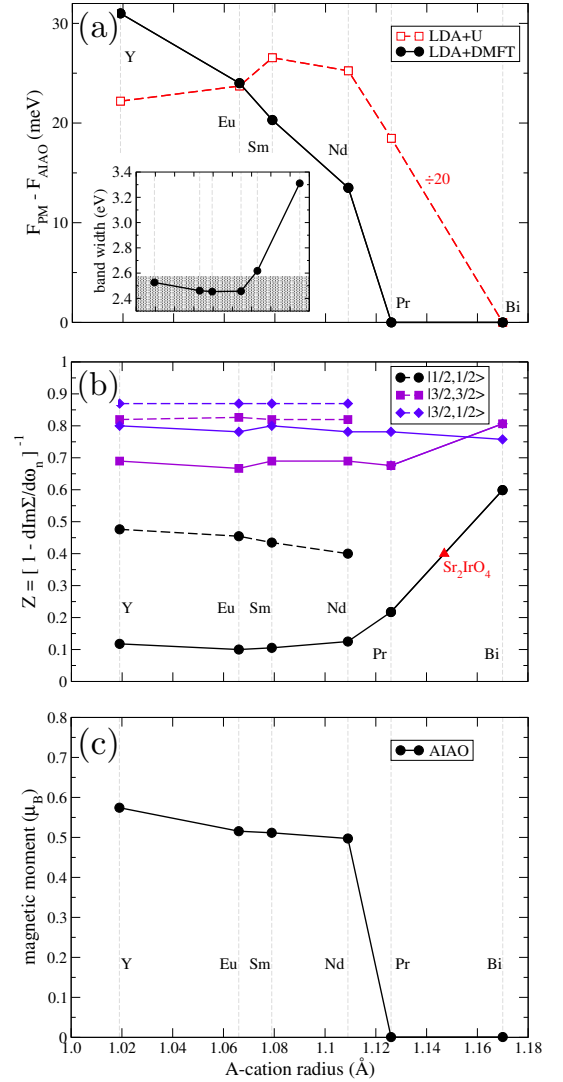 (a)
LDA+U
LDA+DMFT
30
20
10
0
F_PM - F_AIAO (meV)
Y
Eu
Sm
Nd
Pr
Bi
÷20
3.4
3.2
3.0
2.8
2.6
2.4
band width (eV)
(b)
|1/2,1/2>
|3/2,3/2>
|3/2,1/2>
1
0.9
0.8
0.7
0.6
0.5
0.4
0.3
0.2
0.1
0
Z = [ 1 - dImΣ/dω_n ]^-1
Sr_2IrO_4
Y
Eu
Sm
Nd
Pr
Bi
(c)
AIAO
0.8
0.7
0.6
0.5
0.4
0.3
0.2
0.1
0
magnetic moment (μ_B)
Y
Eu
Sm
Nd
Pr
Bi
1.0 1.02 1.04 1.06 1.08 1.10 1.12 1.14 1.16 1.18
A-cation radius (Å)